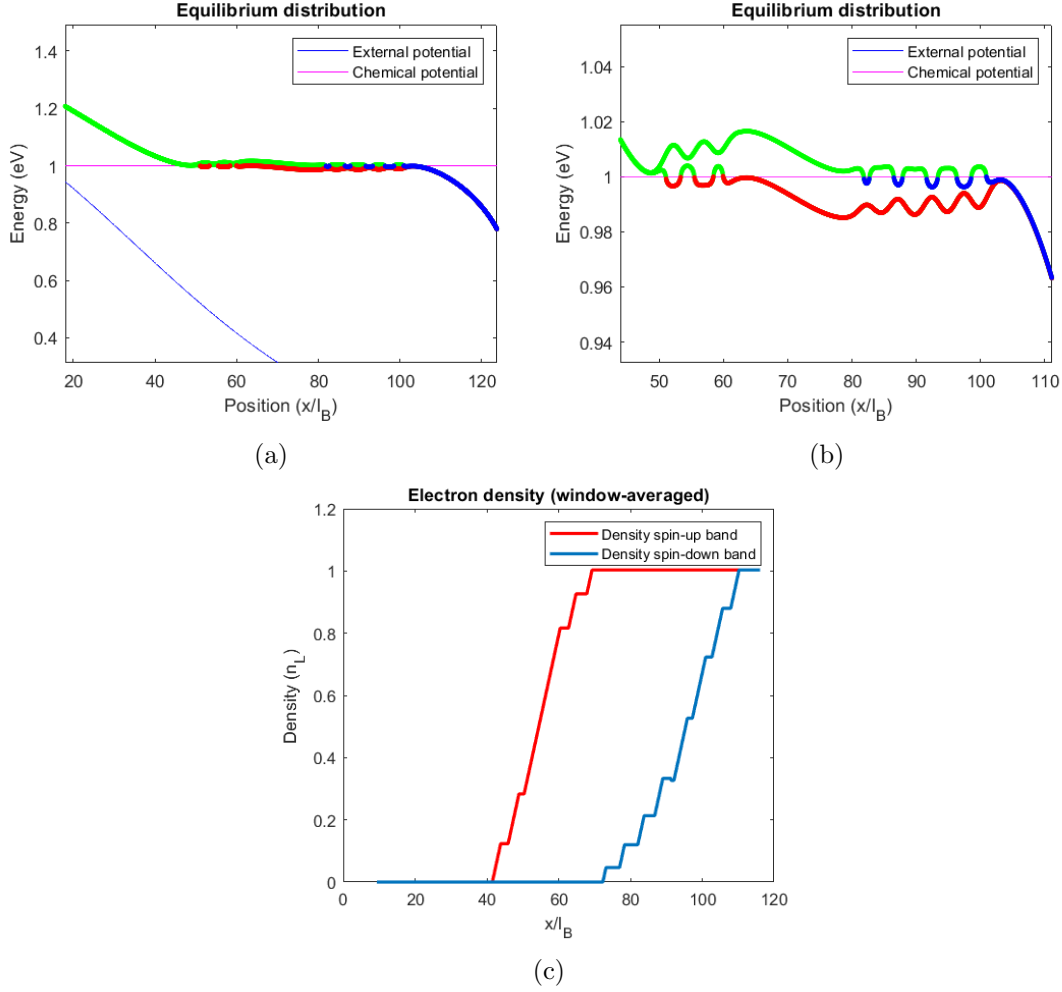 Equilibrium distribution
External potential
Chemical potential
1.4
1.2
1
0.8
0.6
0.4
Energy (eV)
20 40 60 80 100 120
Position (x/l_B)
(a)
Equilibrium distribution
External potential
Chemical potential
1.04
1.02
1
0.98
0.96
0.94
Energy (eV)
50 60 70 80 90 100 110
Position (x/l_B)
(b)
Electron density (window-averaged)
Density spin-up band
Density spin-down band
1.2
1
0.8
0.6
0.4
0.2
0
Density (n_L)
0 20 40 60 80 100 120
x/l_B
(c)